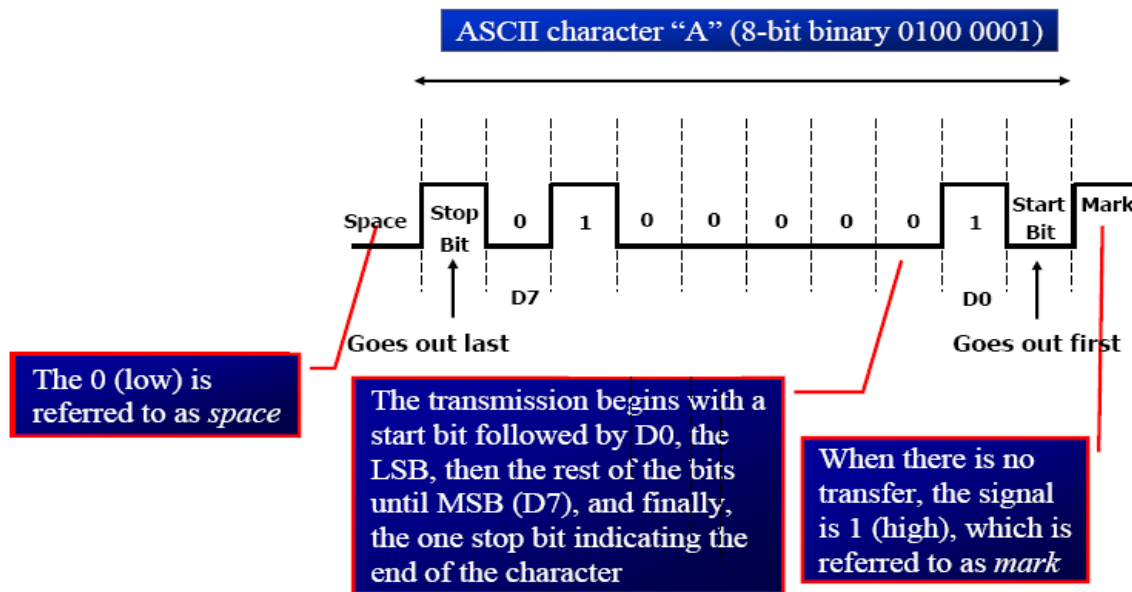 ASCII character “A” (8-bit binary 0100 0001)
Space
Stop
Bit
0
1
0
0
0
0
0
1
Start
Bit
Mark
D7
D0
Goes out last
Goes out first
The 0 (low) is
referred to as space
The transmission begins with a
start bit followed by D0, the
LSB, then the rest of the bits
until MSB (D7), and finally,
the one stop bit indicating the
end of the character
When there is no
transfer, the signal
is 1 (high), which is
referred to as mark